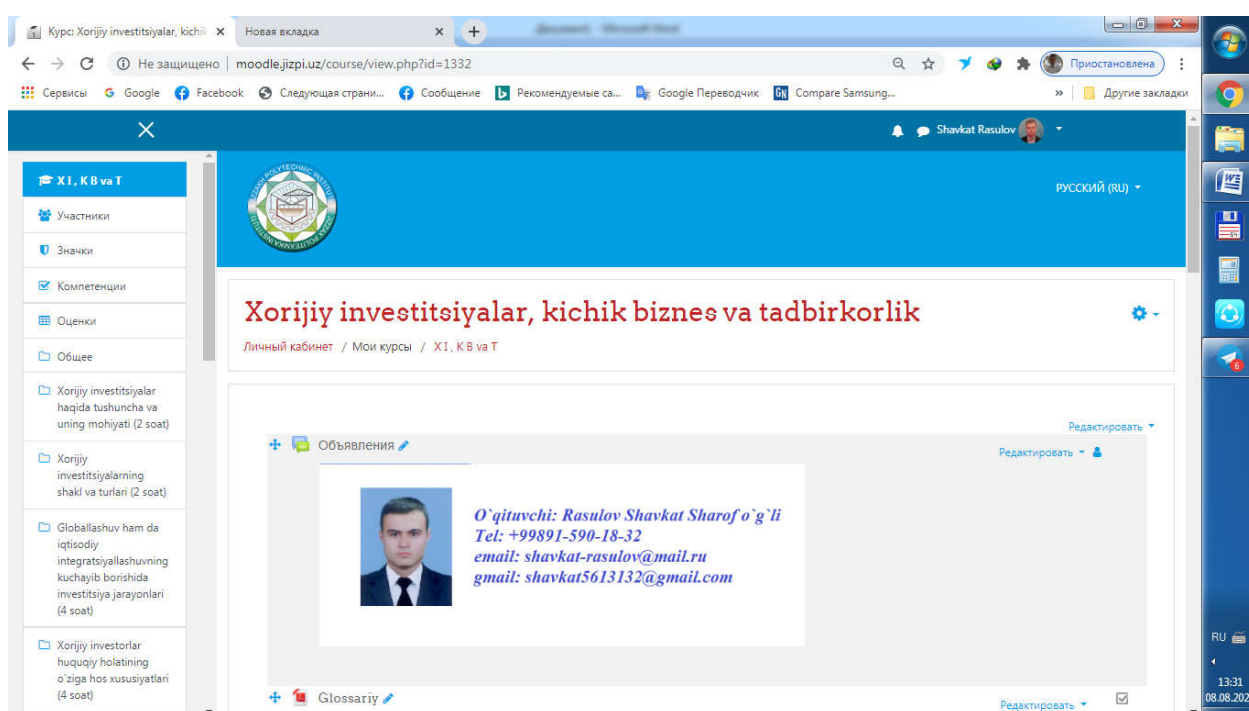 Курс: Xorijiy investitsiyalar, kichik
Новая вкладка
Не защищено | moodle.jizpi.uz/course/view.php?id=1332
Приостановлена
Сервисы Google Facebook Следующая страни... Сообщение Рекомендуемые са... Google Переводчик GN Compare Samsung... » Другие закладки
Shavkat Rasulov
X I , K B va T
Участники
Значки
Компетенции
Оценки
Общее
Xorijiy investitsiyalar
haqida tushuncha va
uning mohiyati (2 soat)
Xorijiy
investitsiyalarning
shakl va turlari (2 soat)
Globallashuv ham da
iqtisodiy
integratsiyallashuvning
kuchayib borishida
investitsiya jarayonlari
(4 soat)
Xorijiy investorlar
huquqiy holatining
o`ziga hos xususiyatlari
(4 soat)
РУССКИЙ (RU)
Xorijiy investitsiyalar, kichik biznes va tadbirkorlik
Личный кабинет / Мои курсы / X I , K B va T
Редактировать
Объявления
Редактировать
O`qituvchi: Rasulov Shavkat Sharof o`g`li
Tel: +99891-590-18-32
email: shavkat-rasulov@mail.ru
gmail: shavkat5613132@gmail.com
Glossariy
Редактировать
RU
13:31
08.08.202